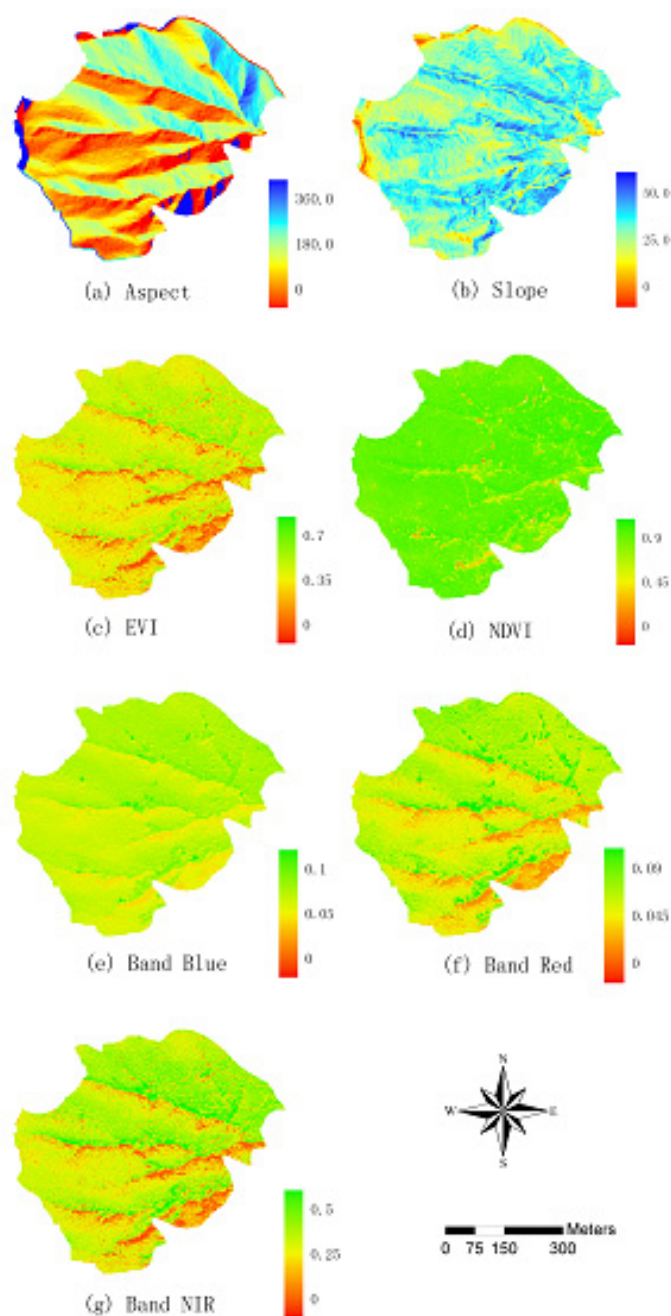 360.0
180.0
0
(a) Aspect
50.0
25.0
0
(b) Slope
0.7
0.35
0
(c) EVI
0.9
0.45
0
(d) NDVI
0.1
0.05
0
(e) Band Blue
0.09
0.045
0
(f) Band Red
0.5
0.25
0
(g) Band NIR
N
W E
S
Meters
0 75 150 300